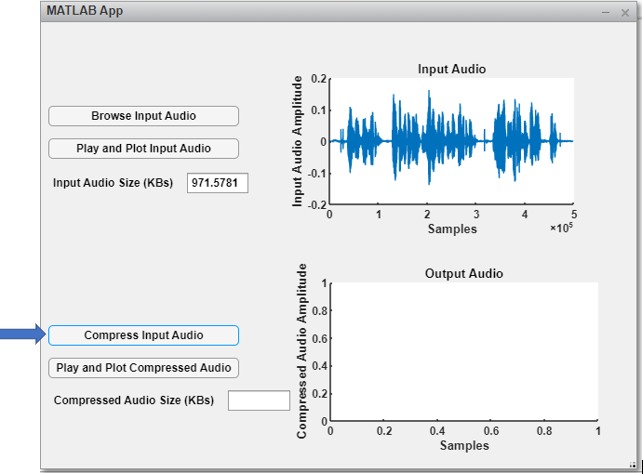 MATLAB App
Browse Input Audio
Play and Plot Input Audio
Input Audio Size (KBs) 971.5781
Input Audio
Input Audio Amplitude
0.2
0.1
0
-0.1
-0.2
0 1 2 3 4 5
×10⁵
Samples
Compress Input Audio
Play and Plot Compressed Audio
Compressed Audio Size (KBs)
Output Audio
Compressed Audio Amplitude
1
0.8
0.6
0.4
0.2
0
0 0.2 0.4 0.6 0.8 1
Samples